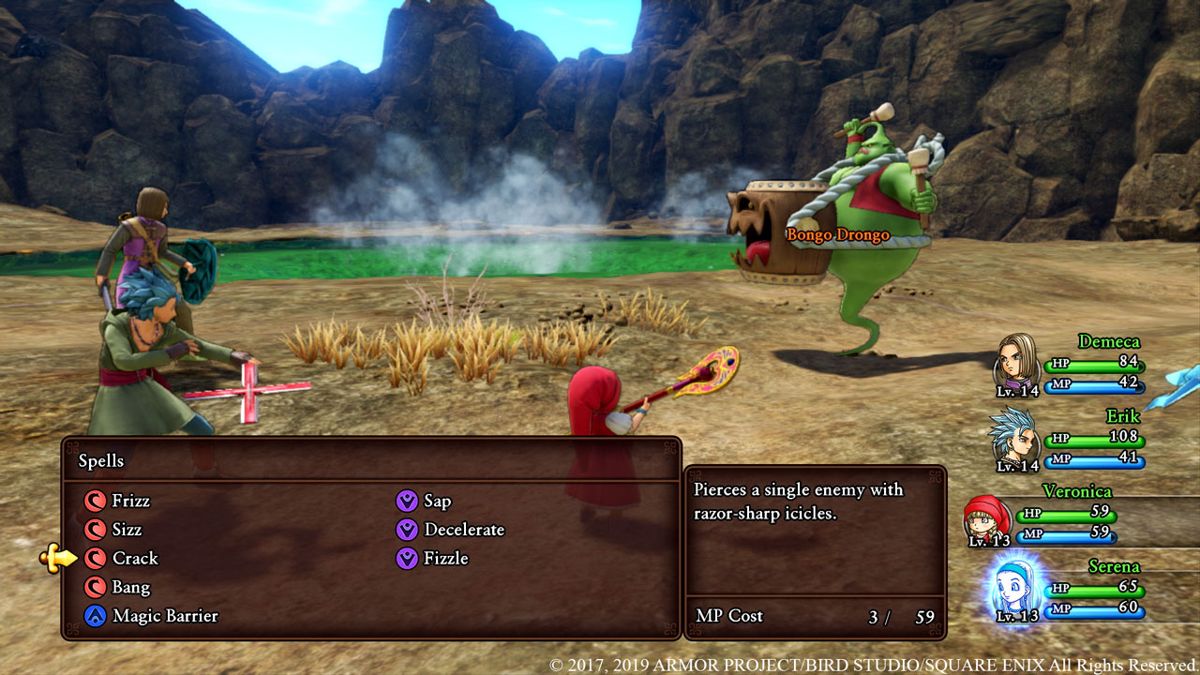 Bongo Drongo
Demeca
HP 84
MP 42
Lv. 14
Erik
HP 108
MP 41
Lv. 14
Veronica
HP 59
MP 59
Lv. 13
Serena
HP 65
MP 60
Lv. 13
Spells
Frizz
Sizz
Crack
Bang
Magic Barrier
Sap
Decelerate
Fizzle
Pierces a single enemy with
razor-sharp icicles.
MP Cost 3 / 59
© 2017, 2019 ARMOR PROJECT/BIRD STUDIO/SQUARE ENIX All Rights Reserved.